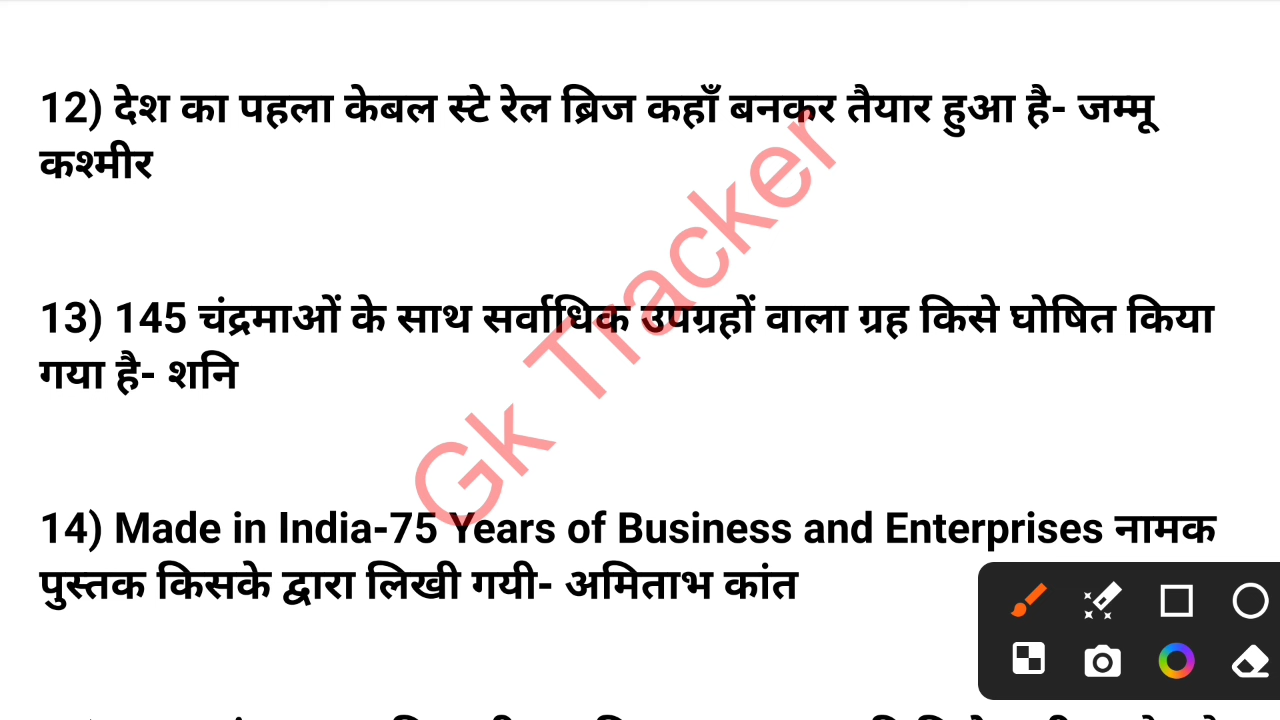 12) देश का पहला केबल स्टे रेल ब्रिज कहाँ बनकर तैयार हुआ है- जम्मू
कश्मीर
13) 145 चंद्रमाओं के साथ सर्वाधिक उपग्रहों वाला ग्रह किसे घोषित किया
गया है- शनि
14) Made in India-75 Years of Business and Enterprises नामक
पुस्तक किसके द्वारा लिखी गयी- अमिताभ कांत
Gk Tracker